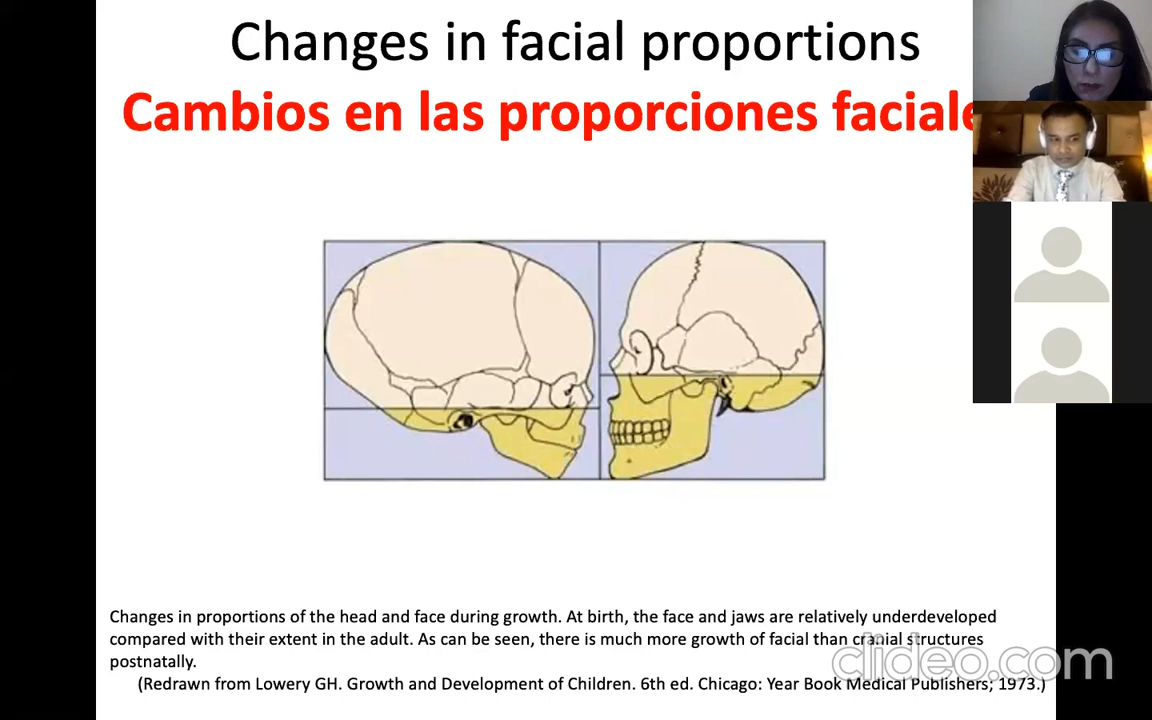 Changes in facial proportions
Cambios en las proporciones faciale
Changes in proportions of the head and face during growth. At birth, the face and jaws are relatively underdeveloped
compared with their extent in the adult. As can be seen, there is much more growth of facial than cranial structures
postnatally.
(Redrawn from Lowery GH. Growth and Development of Children. 6th ed. Chicago: Year Book Medical Publishers; 1973.)
clideo.com